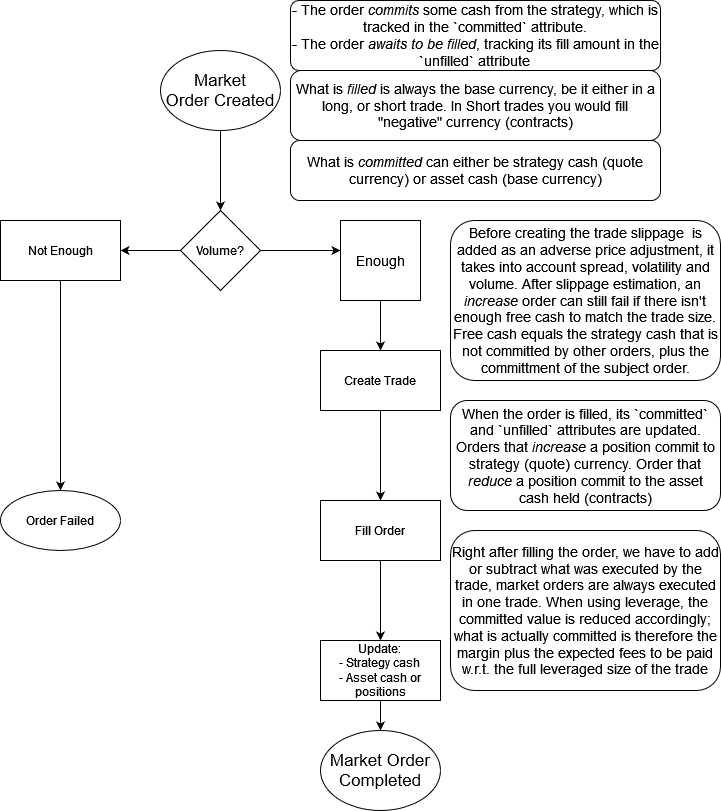 - The order commits some cash from the strategy, which is
tracked in the `committed` attribute.
- The order awaits to be filled, tracking its fill amount in the
`unfilled` attribute
Market
Order Created
What is filled is always the base currency, be it either in a
long, or short trade. In Short trades you would fill
"negative" currency (contracts)
What is committed can either be strategy cash (quote
currency) or asset cash (base currency)
Not Enough
Volume?
Enough
Before creating the trade slippage is
added as an adverse price adjustment, it
takes into account spread, volatility and
volume. After slippage estimation, an
increase order can still fail if there isn't
enough free cash to match the trade size.
Free cash equals the strategy cash that is
not committed by other orders, plus the
committment of the subject order.
Create Trade
When the order is filled, its `committed`
and `unfilled` attributes are updated.
Orders that increase a position commit to
strategy (quote) currency. Order that
reduce a position commit to the asset
cash held (contracts)
Order Failed
Fill Order
Right after filling the order, we have to add
or subtract what was executed by the
trade, market orders are always executed
in one trade. When using leverage, the
committed value is reduced accordingly;
what is actually committed is therefore the
margin plus the expected fees to be paid
w.r.t. the full leveraged size of the trade
Update:
- Strategy cash
- Asset cash or
positions
Market Order
Completed